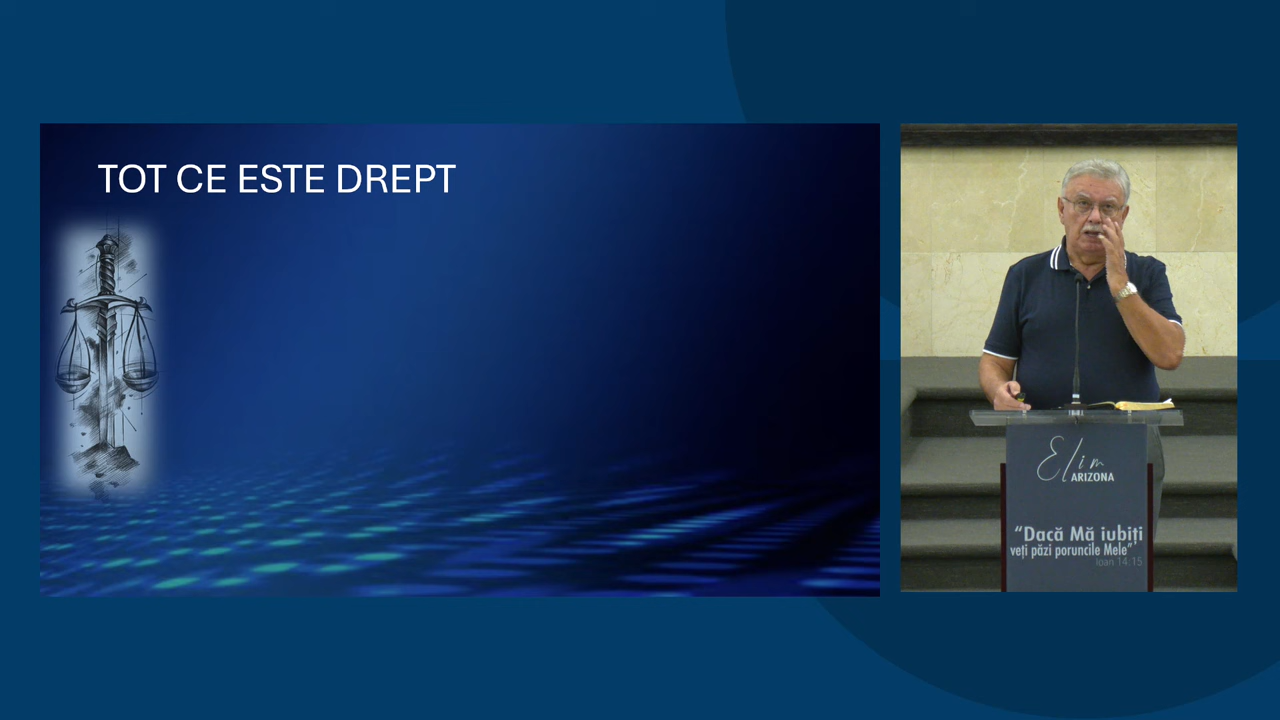 TOT CE ESTE DREPT
Elim
ARIZONA
“Dacă Mă iubiți
veți păzi poruncile Mele”
Ioan 14:15